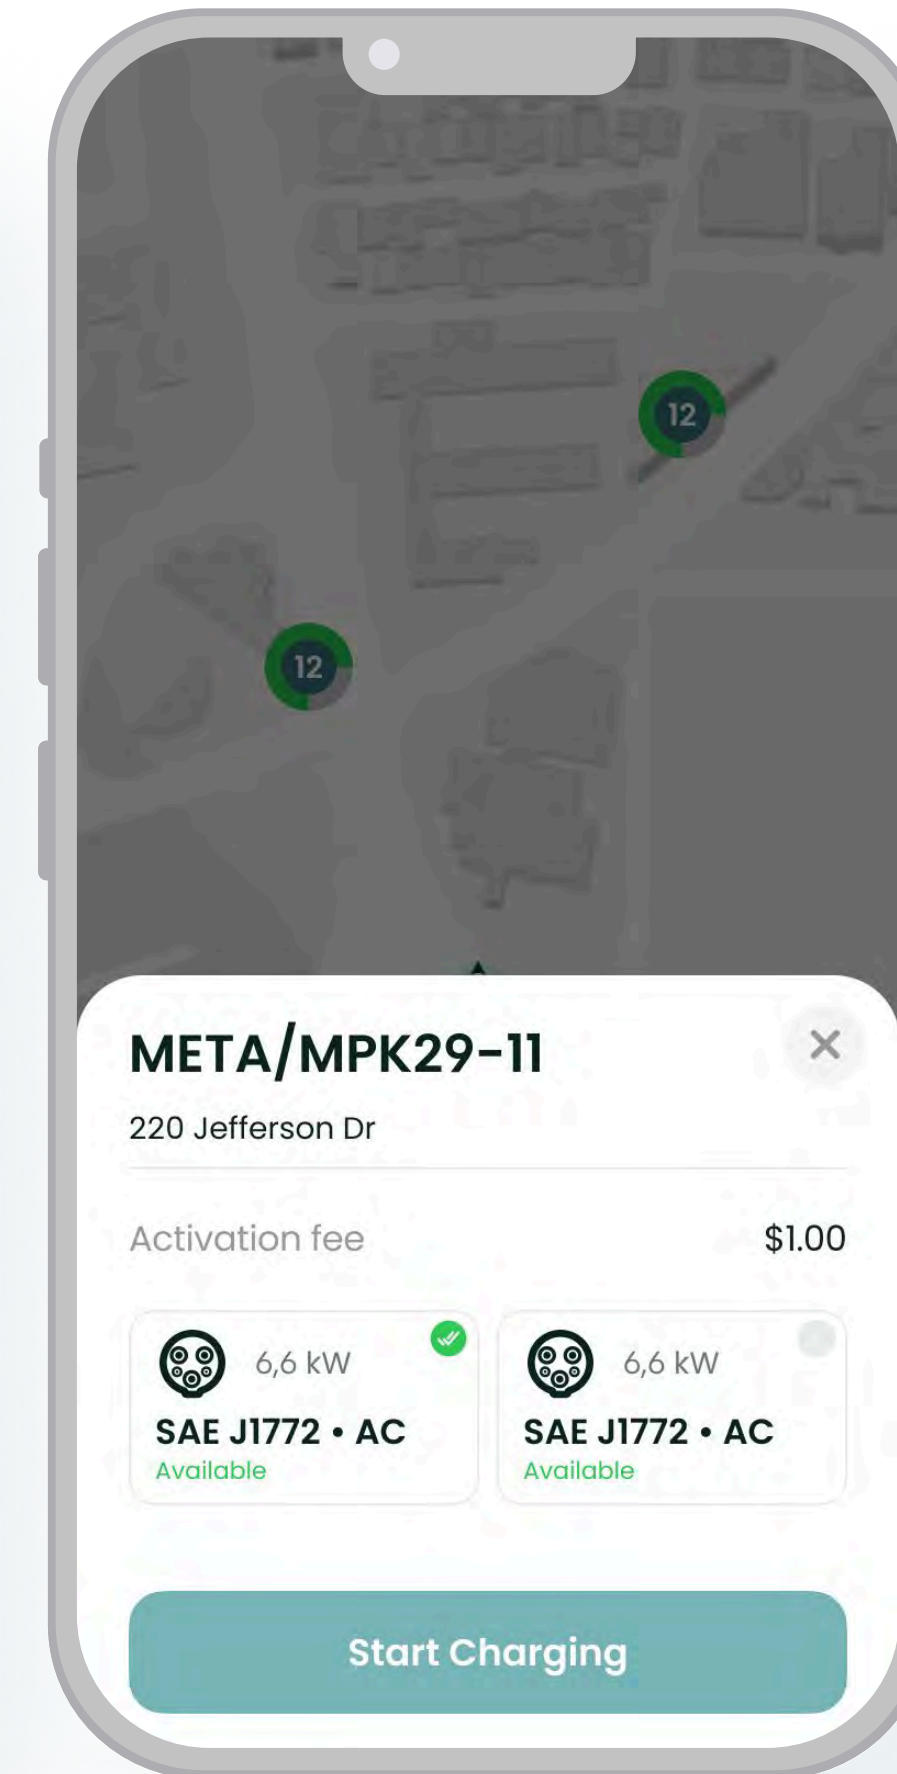 12
12
META/MPK29-11
220 Jefferson Dr
Activation fee $1.00
6,6 kW
SAE J1772 • AC
Available
6,6 kW
SAE J1772 • AC
Available
Start Charging